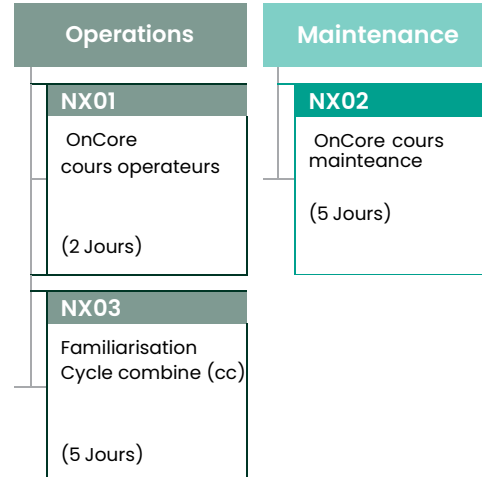 Operations
NX01
OnCore
cours operateurs
(2 Jours)
NX03
Familiarisation
Cycle combine (cc)
(5 Jours)
Maintenance
NX02
OnCore cours
mainteance
(5 Jours)